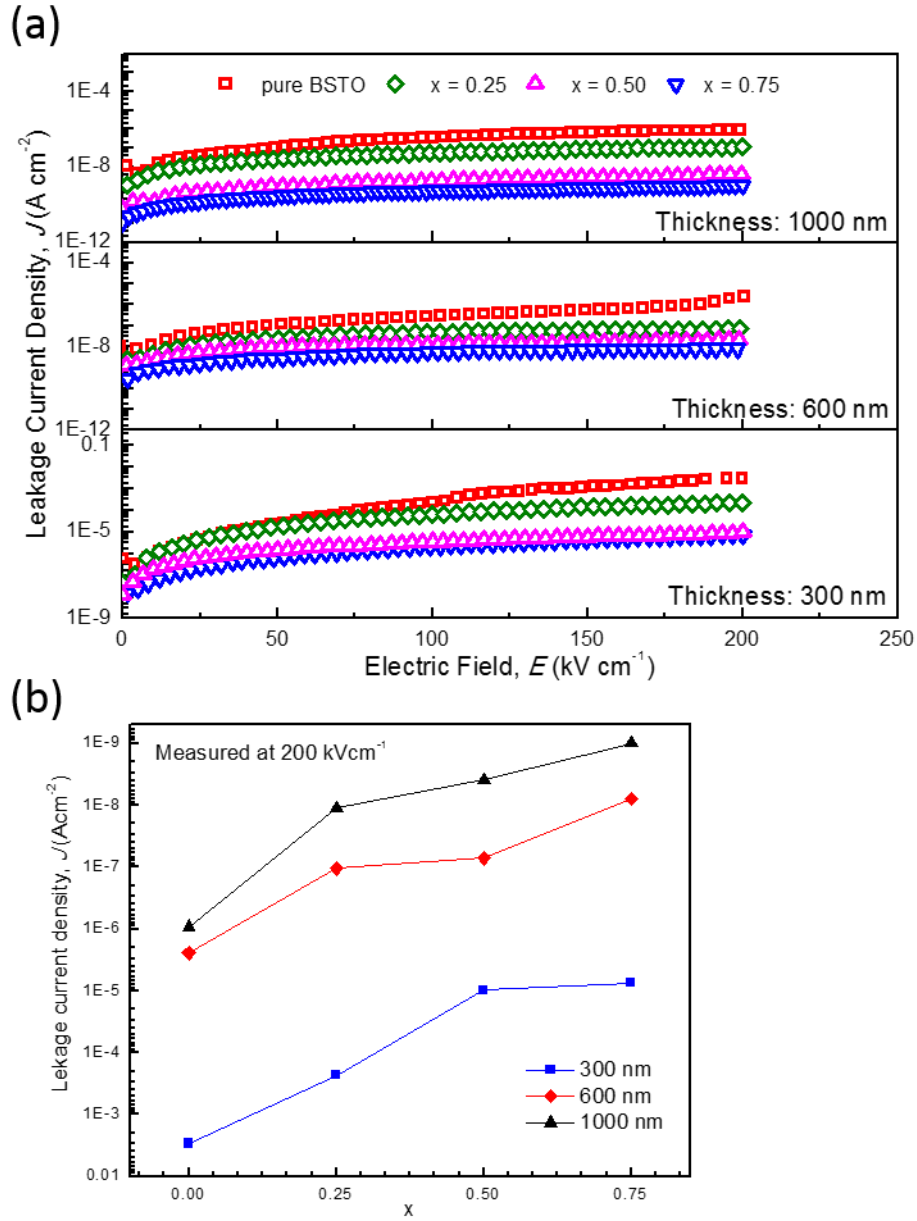 (a)
pure BSTO x = 0.25 x = 0.50 x = 0.75
Leakage Current Density, J/(A cm-2)
1E-4
1E-8
1E-12
Thickness: 1000 nm
1E-4
1E-8
1E-12
Thickness: 600 nm
0.1
1E-5
1E-9
Thickness: 300 nm
0 50 100 150 200 250
Electric Field, E (kV cm-1)
(b)
Measured at 200 kVcm-1
Lekage current density, J/(Acm-2)
1E-9
1E-8
1E-7
1E-6
1E-5
1E-4
1E-3
0.01
300 nm
600 nm
1000 nm
0.00 0.25 0.50 0.75
x